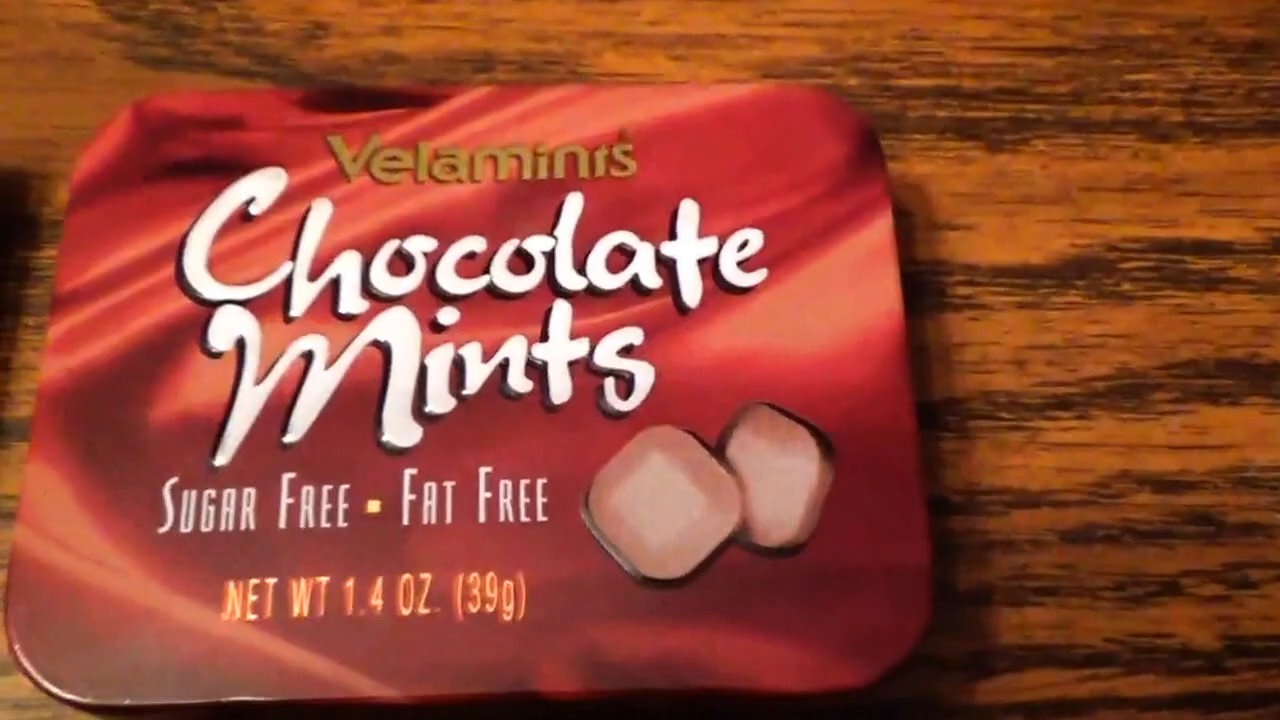 Velamints
Chocolate
Mints
SUGAR FREE ▪ FAT FREE
NET WT 1.4 OZ. (39g)